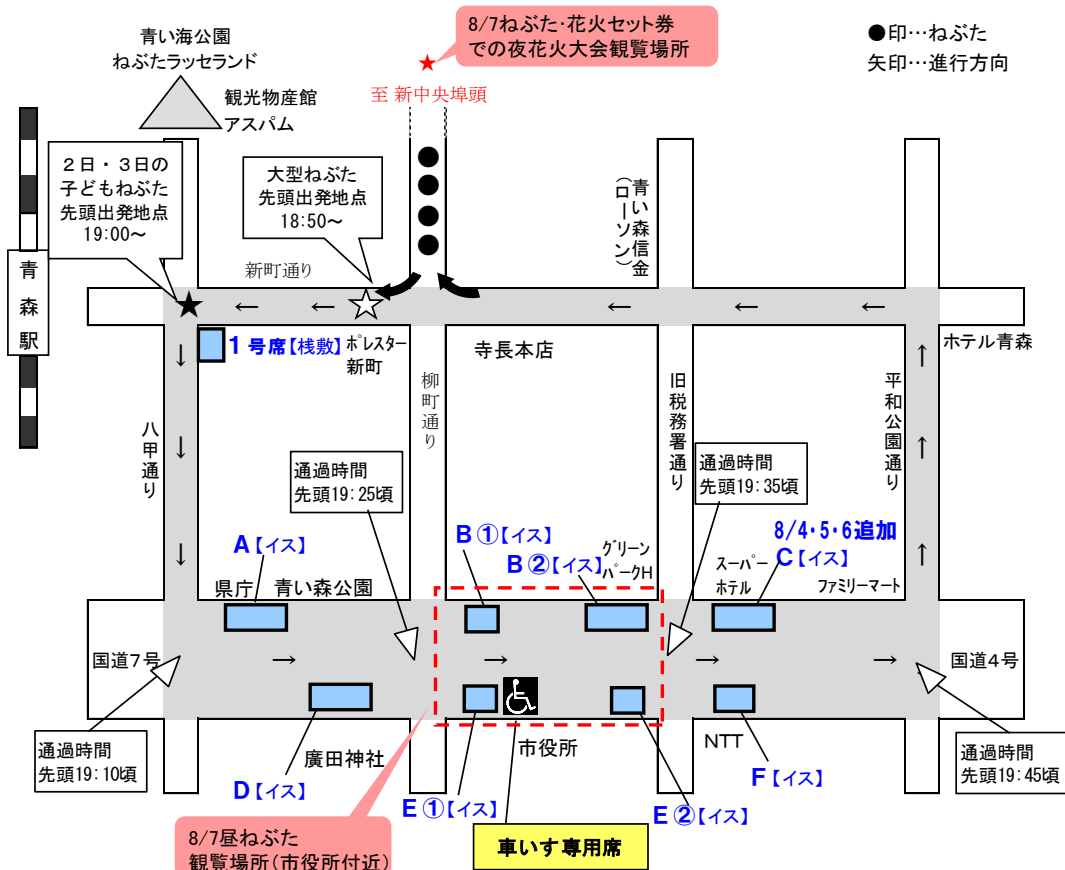 8/7ねぶた・花火セット券
での夜花火大会観覧場所
●印…ねぶた
矢印…進行方向
青い海公園
ねぶたラッセランド
至 新中央埠頭
観光物産館
アスパム
2日・3日の
子どもねぶた
先頭出発地点
19:00～
大型ねぶた
先頭出発地点
18:50～
青い森信金
(ローソン)
青森駅
新町通り
1号席【桟敷】
ポレスター
新町
寺長本店
ホテル青森
柳町通り
旧税務署通り
平和公園通り
八甲通り
通過時間
先頭19:25頃
通過時間
先頭19:35頃
A【イス】
B①【イス】
B②【イス】
グリーン
パークH
8/4・5・6追加
C【イス】
スーパー
ホテル
ファミリーマート
県庁
青い森公園
国道7号
国道4号
通過時間
先頭19:10頃
廣田神社
市役所
NTT
通過時間
先頭19:45頃
D【イス】
E①【イス】
E②【イス】
F【イス】
8/7昼ねぶた
観覧場所(市役所付近)
車いす専用席